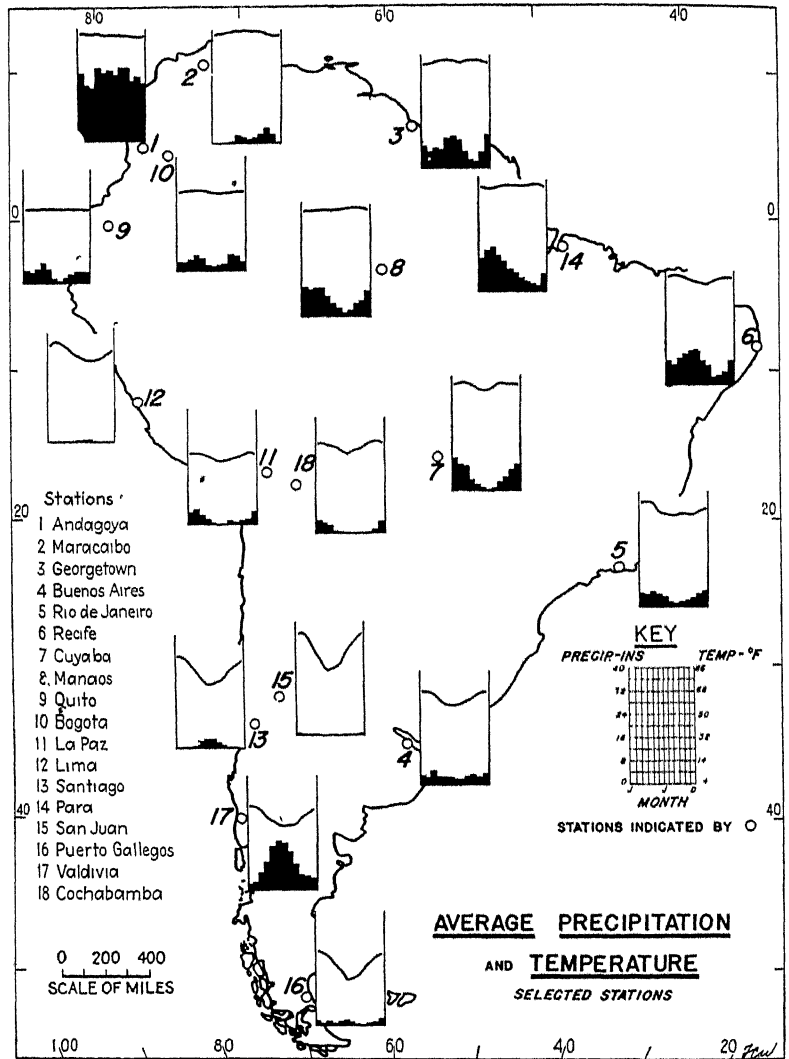 80 60 40
2
1
10
3
0 9 8 14 0
6
12
11 18 7
Stations
20 20
1 Andagoya
2 Maracaibo
3 Georgetown
4 Buenos Aires
5 Rio de Janeiro
6 Recife
7 Cuyaba
8 Manaos
9 Quito
10 Bogota
11 La Paz
12 Lima
13 Santiago
14 Para
15 San Juan
16 Puerto Gallegos
17 Valdivia
18 Cochabamba
5
15
13
4
17
16
KEY
PRECIP-INS TEMP-°F
40 86
32 68
24 50
16 32
8 14
0 4
J J D
MONTH
STATIONS INDICATED BY
40 40
AVERAGE PRECIPITATION
AND TEMPERATURE
SELECTED STATIONS
0 200 400
SCALE OF MILES
100 80 60 40 20